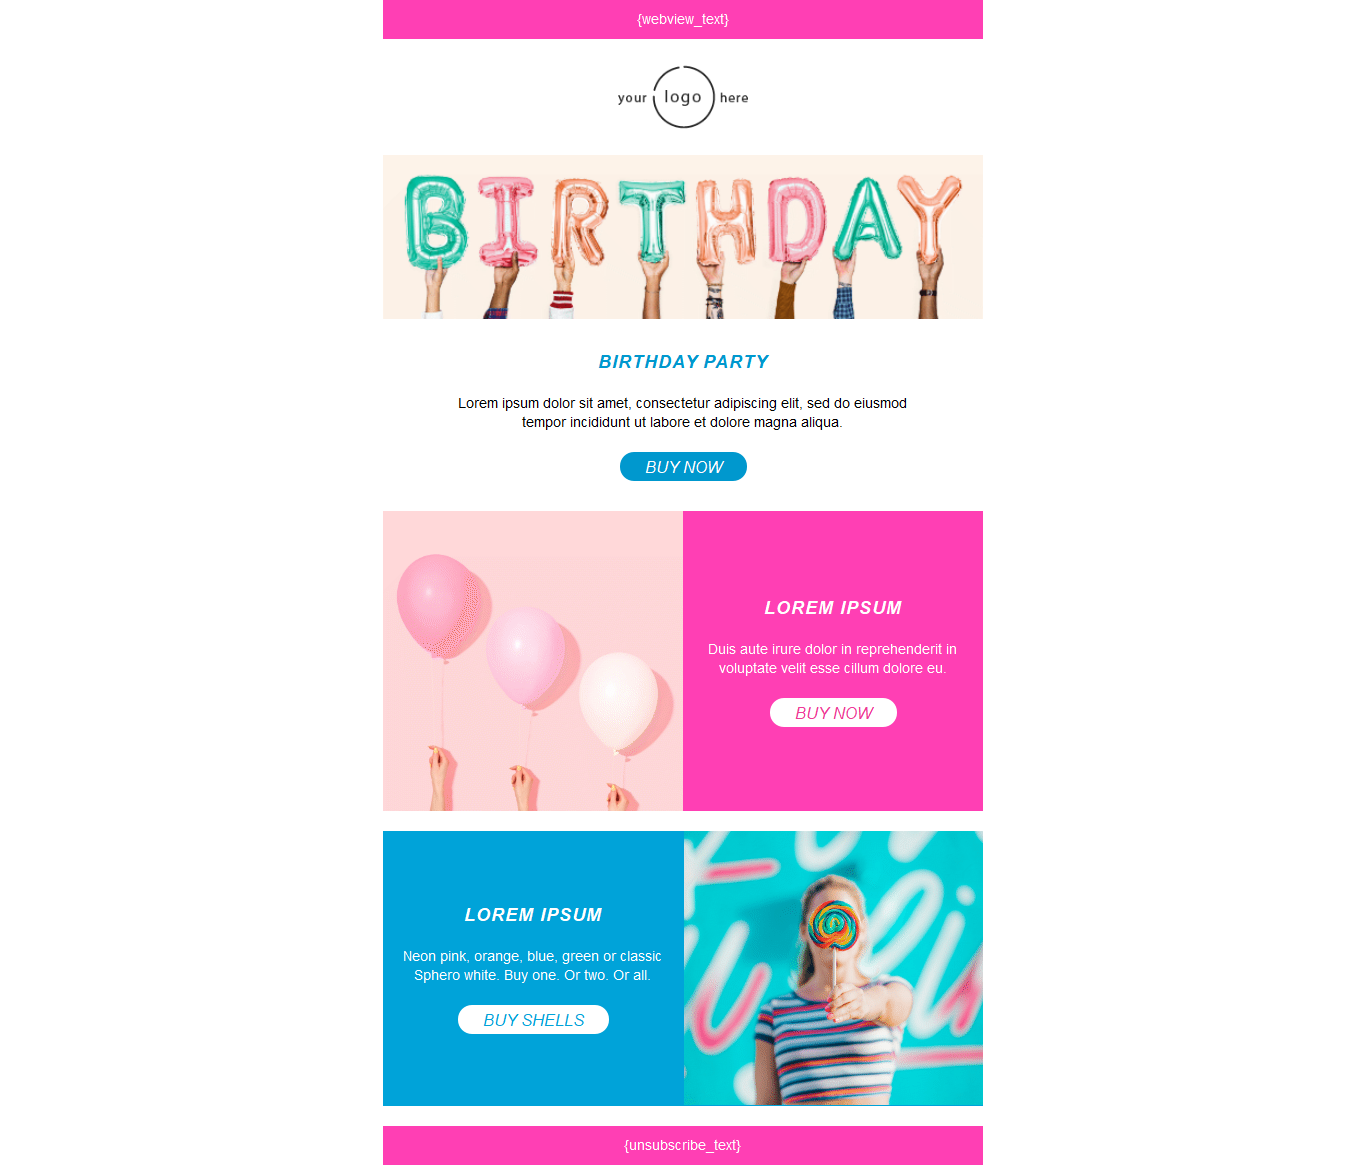 {webview_text}
your logo here
BIRTHDAY
BIRTHDAY PARTY
Lorem ipsum dolor sit amet, consectetur adipiscing elit, sed do eiusmod
tempor incididunt ut labore et dolore magna aliqua.
BUY NOW
LOREM IPSUM
Duis aute irure dolor in reprehenderit in
voluptate velit esse cillum dolore eu.
BUY NOW
LOREM IPSUM
Neon pink, orange, blue, green or classic
Sphero white. Buy one. Or two. Or all.
BUY SHELLS
{unsubscribe_text}